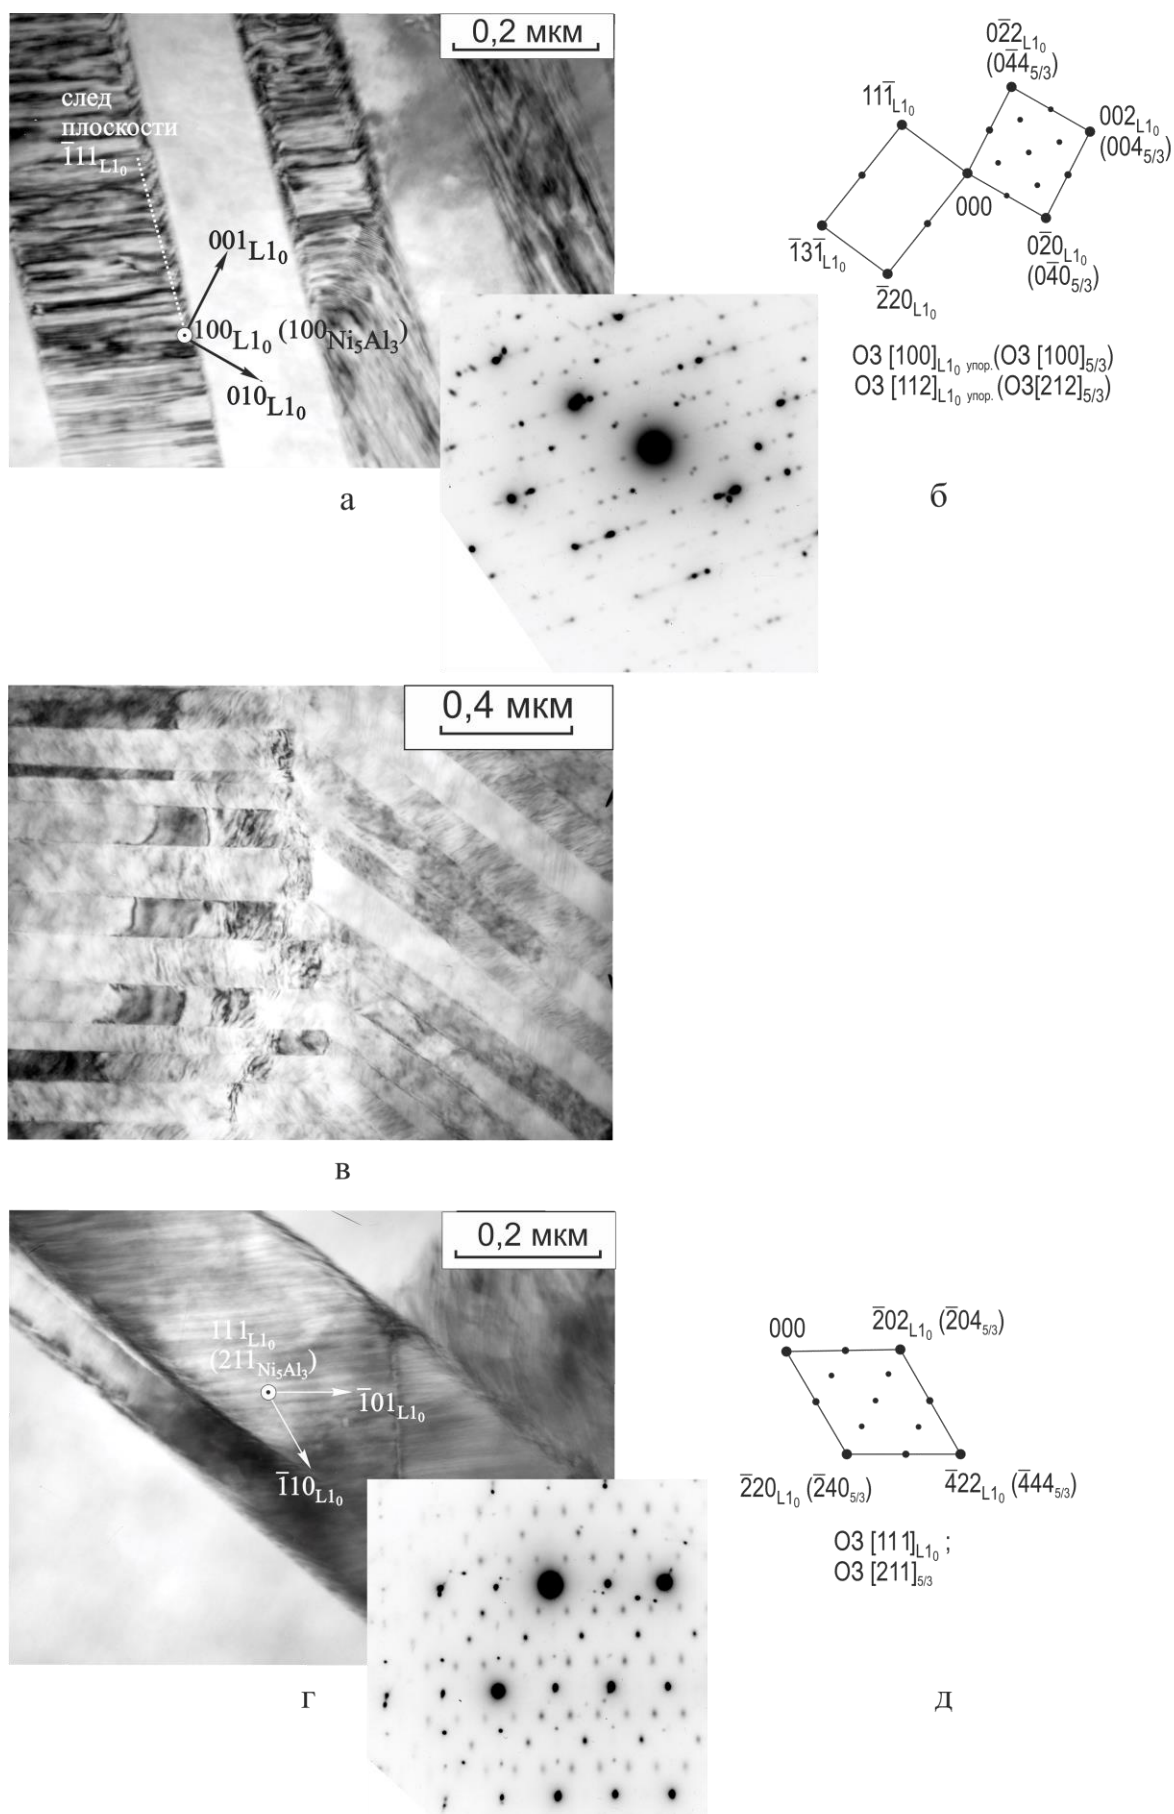 0,2 мкм
след
плоскости
1̅11L1₀
001L1₀
100L1₀ (100Ni₅Al₃)
010L1₀
а
02̅2L1₀
(04̅4₅/₃)
111̅L1₀
002L1₀
(004₅/₃)
000
1̅31̅L1₀
02̅0L1₀
(04̅0₅/₃)
2̅20L1₀
ОЗ [100]L1₀ упор.(ОЗ [100]₅/₃)
ОЗ [112]L1₀ упор.(ОЗ[212]₅/₃)
б
0,4 мкм
в
0,2 мкм
111L1₀
(211Ni₅Al₃)
1̅01L1₀
1̅10L1₀
г
000
2̅02L1₀ (2̅04₅/₃)
2̅20L1₀ (2̅40₅/₃)
4̅22L1₀ (4̅44₅/₃)
ОЗ [111]L1₀ ;
ОЗ [211]₅/₃
д